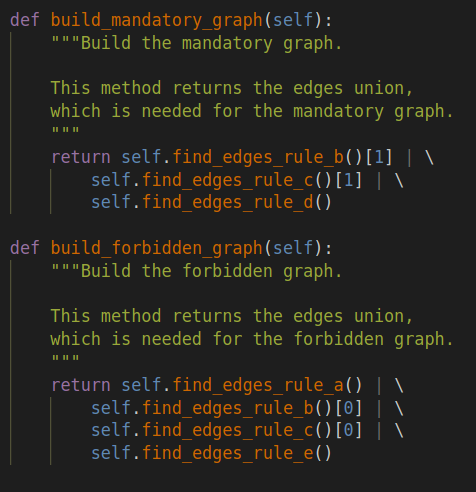 def build_mandatory_graph(self):
    """Build the mandatory graph.

    This method returns the edges union,
    which is needed for the mandatory graph.
    """
    return self.find_edges_rule_b()[1] | \
        self.find_edges_rule_c()[1] | \
        self.find_edges_rule_d()

def build_forbidden_graph(self):
    """Build the forbidden graph.

    This method returns the edges union,
    which is needed for the forbidden graph.
    """
    return self.find_edges_rule_a() | \
        self.find_edges_rule_b()[0] | \
        self.find_edges_rule_c()[0] | \
        self.find_edges_rule_e()